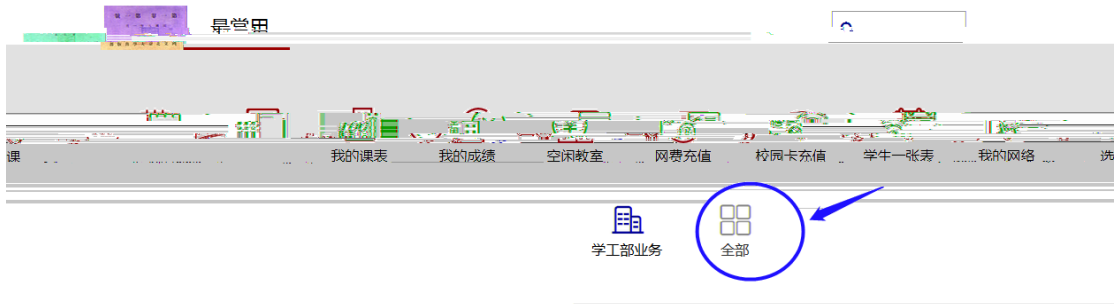 最常用
课 我的课表 我的成绩 空闲教室 网费充值 校园卡充值 学生一张表 我的网络 选
学工部业务 全部